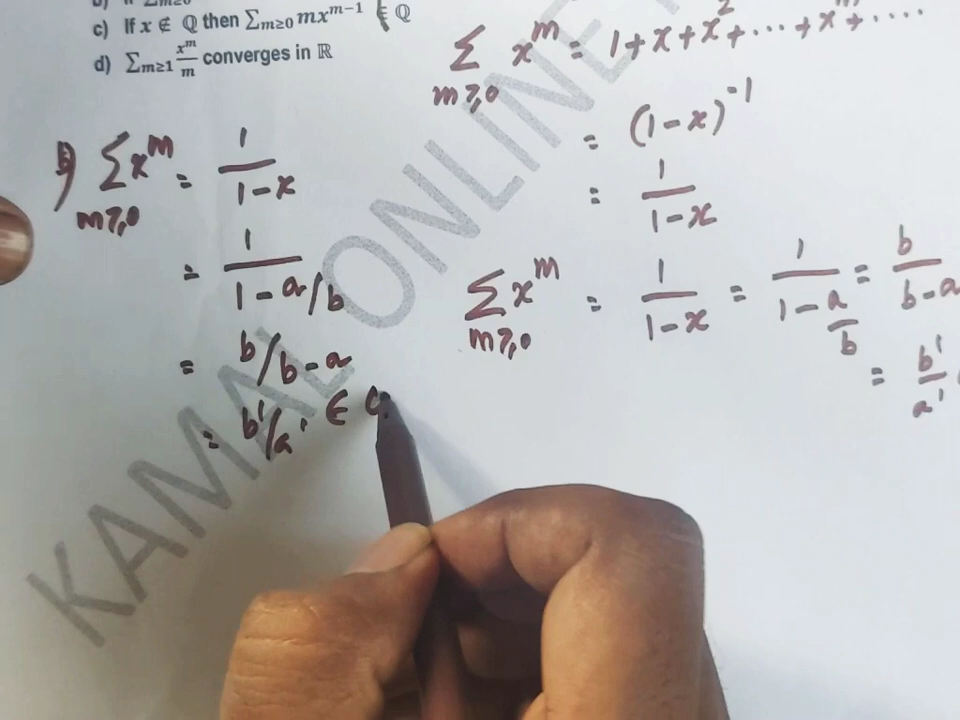 c) If x ∉ ℚ then ∑m≥0 mx^(m−1) ∈ ℚ
d) ∑m≥1 x^m/m converges in ℝ
∑ x^m = 1+x+x^2+...+x^m+....
m≥0
= (1-x)^-1
= 1/(1-x)
∑ x^m = 1/(1-x)
m≥0
= 1/(1-a/b)
= b/b-a
= b'/a' ∈
∑ x^m = 1/(1-x) = 1/(1-a/b) = b/(b-a
m≥0
= b'/a'
KAMAL ONLINE